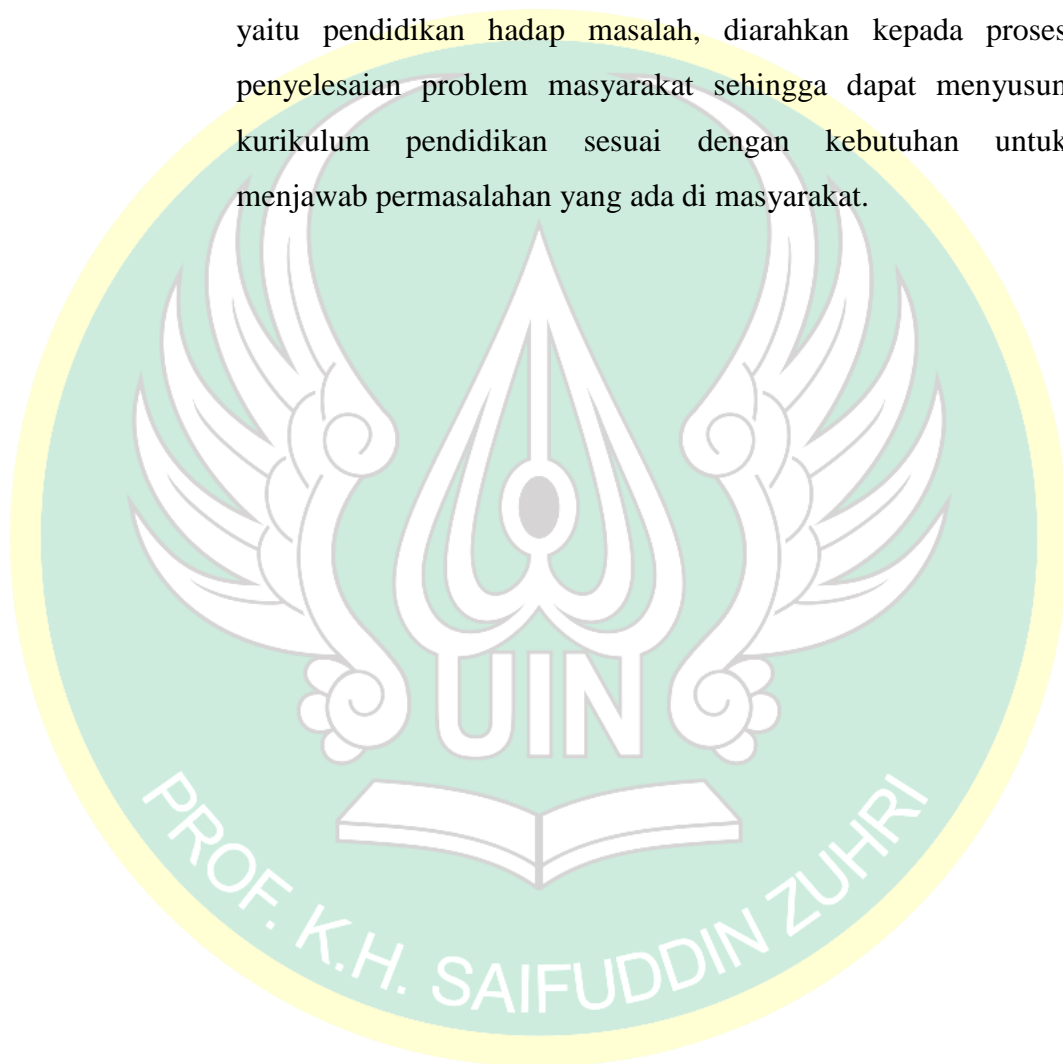 yaitu pendidikan hadap masalah, diarahkan kepada proses
penyelesaian problem masyarakat sehingga dapat menyusun
kurikulum pendidikan sesuai dengan kebutuhan untuk
menjawab permasalahan yang ada di masyarakat.
UIN
PROF. K.H. SAIFUDDIN ZUHRI